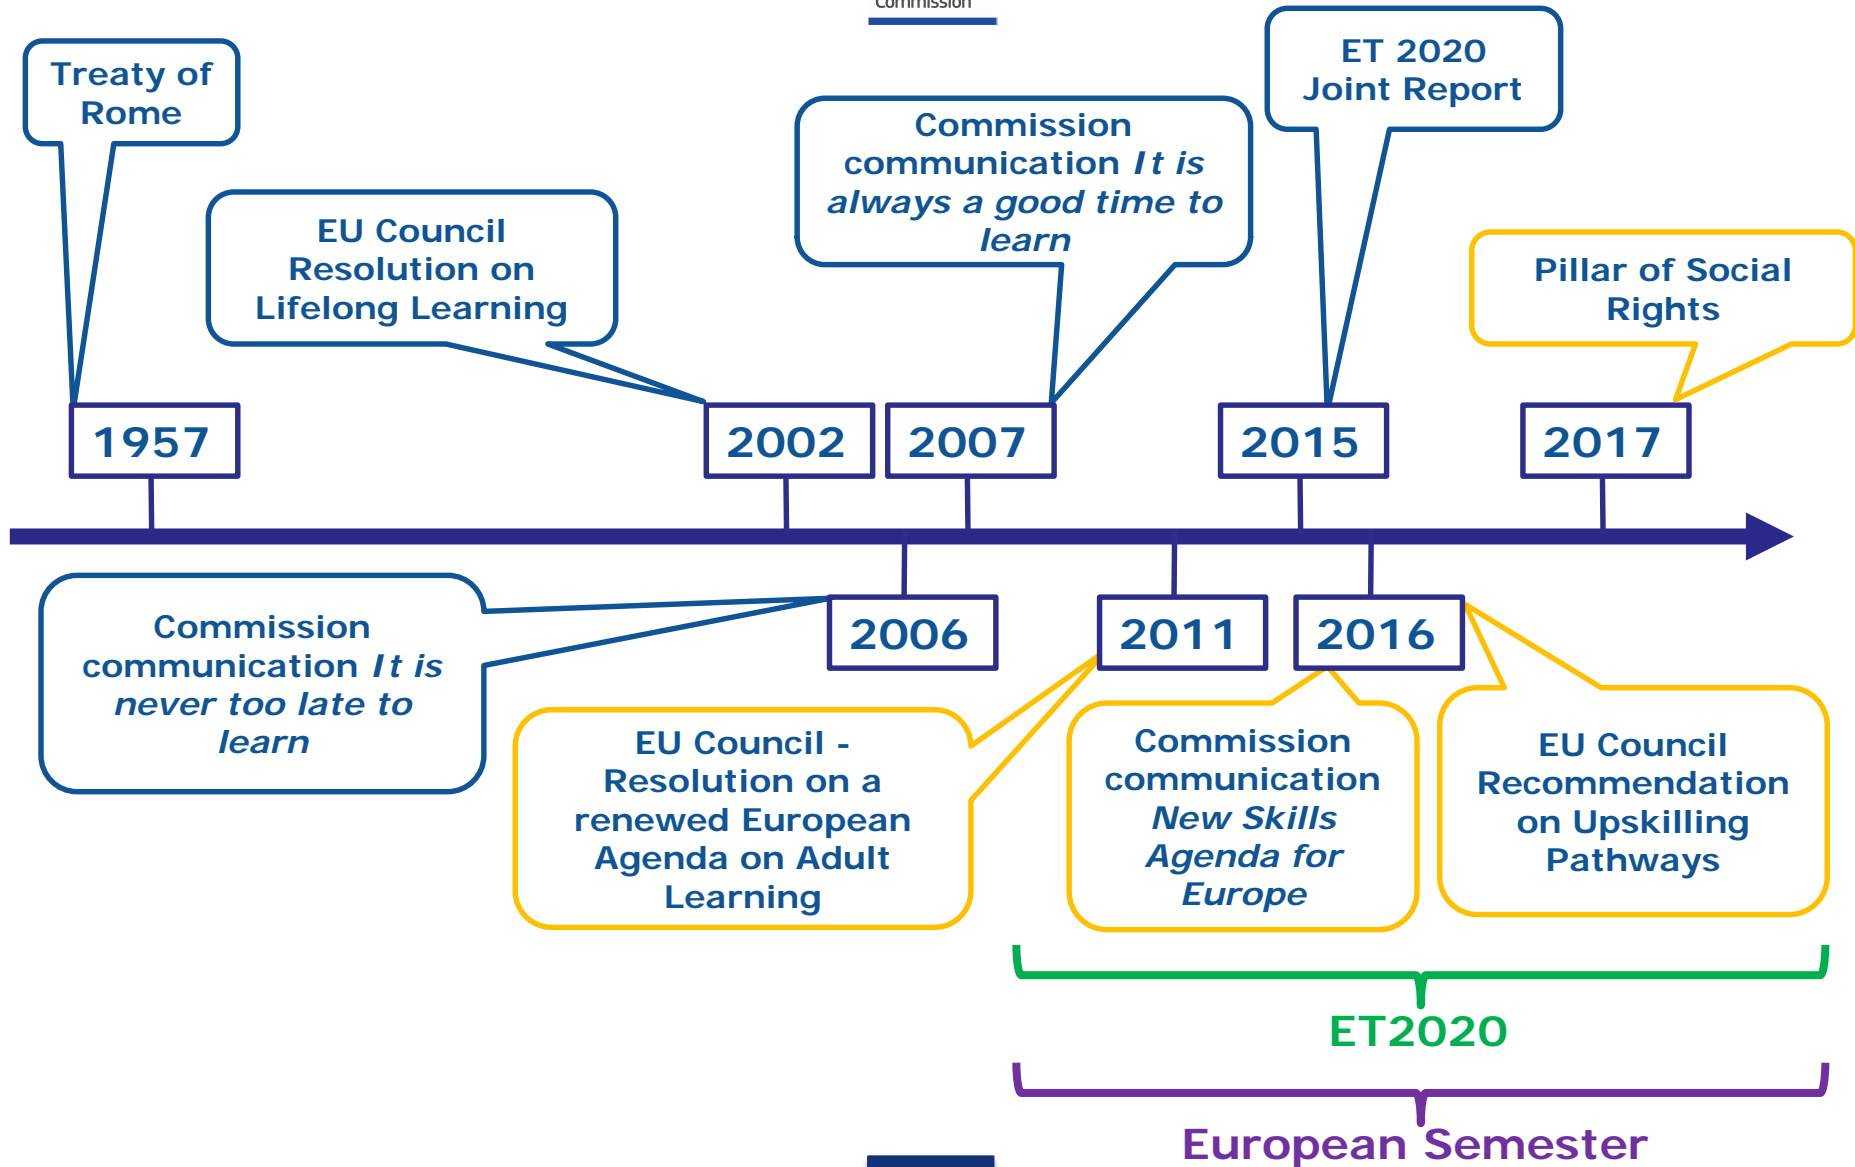 Commission
Treaty of
Rome
EU Council
Resolution on
Lifelong Learning
Commission
communication It is
always a good time to
learn
ET 2020
Joint Report
Pillar of Social
Rights
1957
2002
2007
2015
2017
2006
2011
2016
Commission
communication It is
never too late to
learn
EU Council -
Resolution on a
renewed European
Agenda on Adult
Learning
Commission
communication
New Skills
Agenda for
Europe
EU Council
Recommendation
on Upskilling
Pathways
ET2020
European Semester